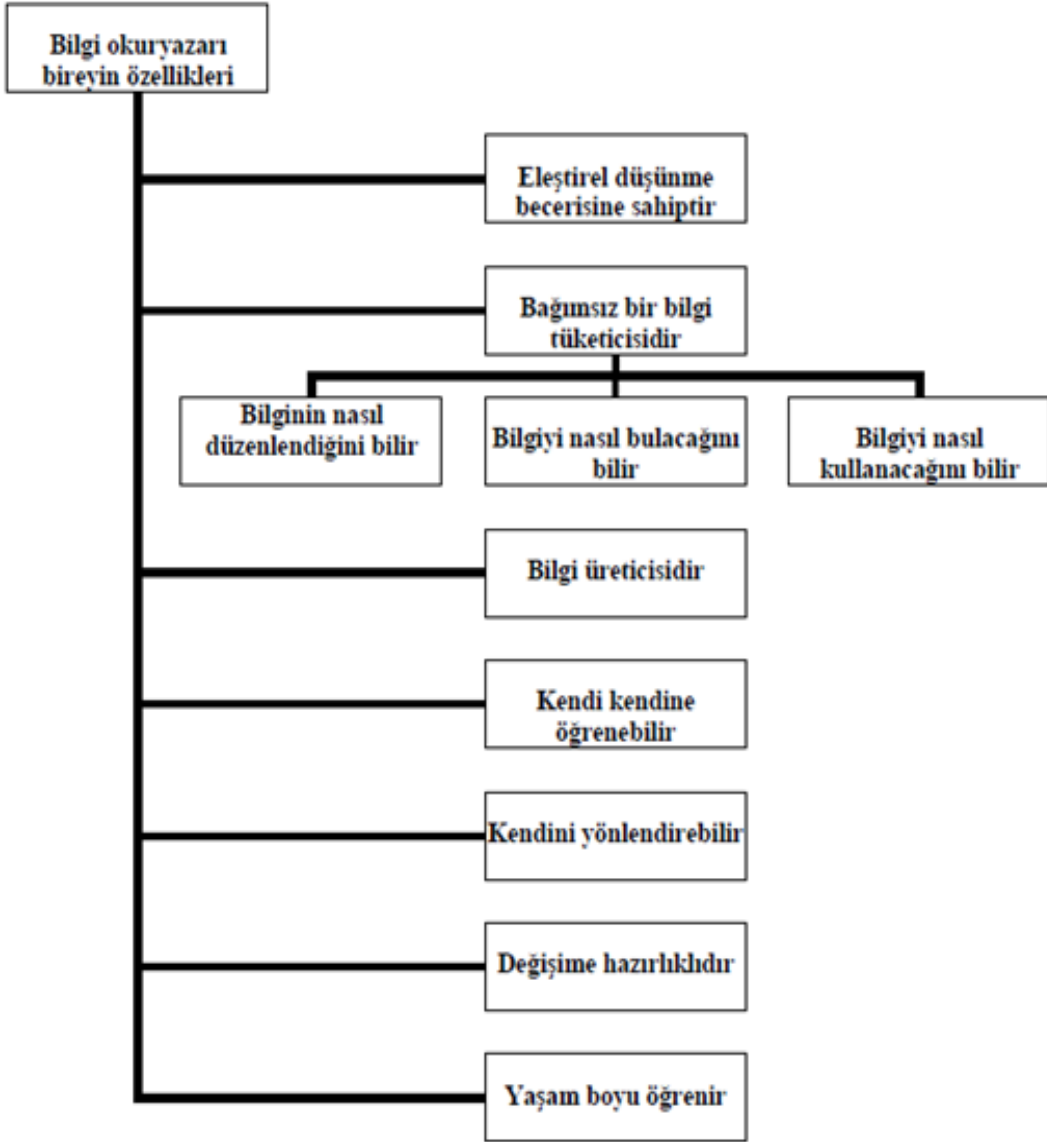 Bilgi okuryazarı
bireyin özellikleri
Eleştirel düşünme
becerisine sahiptir
Bağımsız bir bilgi
tüketicisidir
Bilginin nasıl
düzenlendiğini bilir
Bilgiyi nasıl bulacağını
bilir
Bilgiyi nasıl
kullanacağını bilir
Bilgi üreticisidir
Kendi kendine
öğrenebilir
Kendini yönlendirebilir
Değişime hazırlıklıdır
Yaşam boyu öğrenir